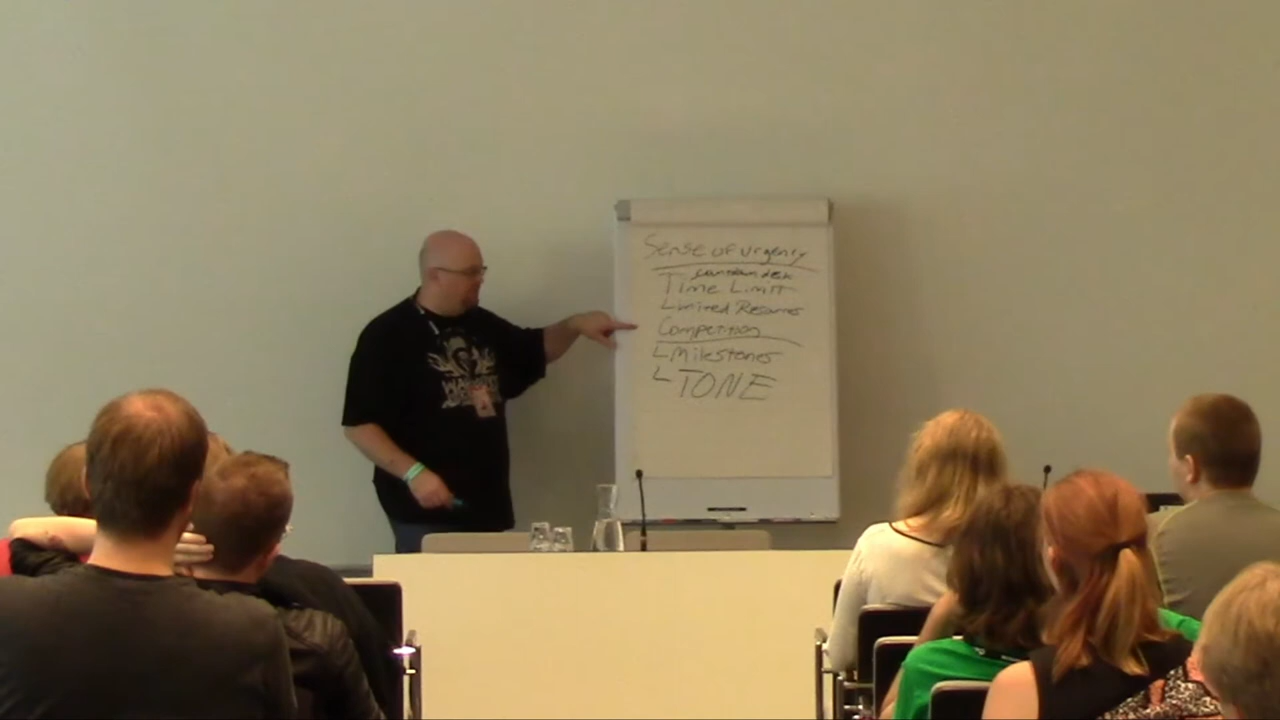 Sense of urgency
Time Limit
Limited Resources
Competition
Milestones
TONE